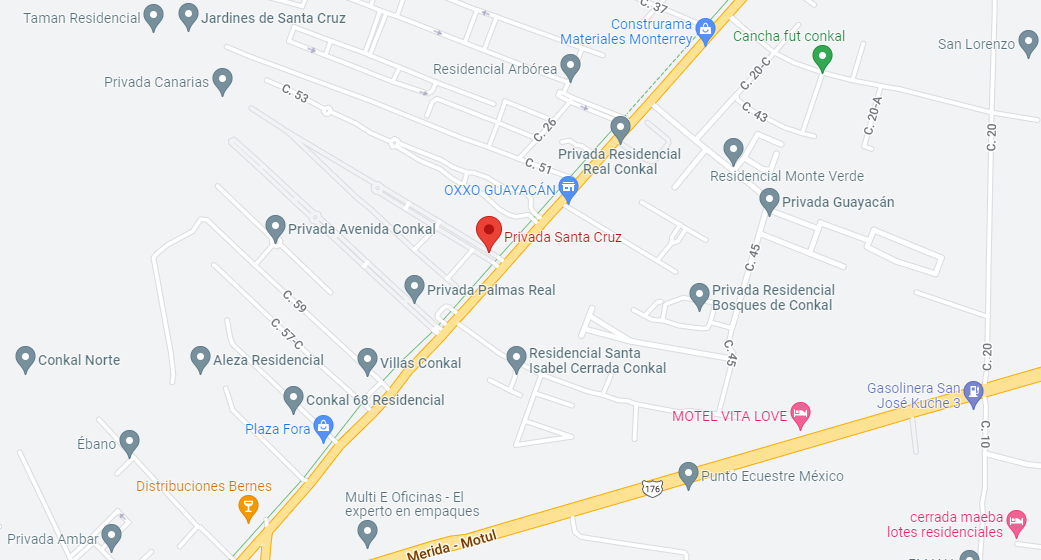 C. 37
Taman Residencial
Jardines de Santa Cruz
Construrama
Materiales Monterrey
Cancha fut conkal
San Lorenzo
Residencial Arbórea
C. 20-C
Privada Canarias
C. 53
C. 43
C. 20-A
C. 26
C. 20
C. 51
Privada Residencial
Real Conkal
Residencial Monte Verde
OXXO GUAYACÁN
Privada Guayacán
Privada Avenida Conkal
Privada Santa Cruz
C. 45
Privada Palmas Real
Privada Residencial
Bosques de Conkal
C. 59
C. 57-C
Conkal Norte
Aleza Residencial
Villas Conkal
Residencial Santa
Isabel Cerrada Conkal
C. 45
C. 20
Conkal 68 Residencial
Gasolinera San
José Kuche 3
Plaza Fora
MOTEL VITA LOVE
Ébano
C. 10
Distribuciones Bernes
176
Punto Ecuestre México
Multi E Oficinas - El
experto en empaques
cerrada maeba
lotes residenciales
Privada Ambar
Merida - Motul